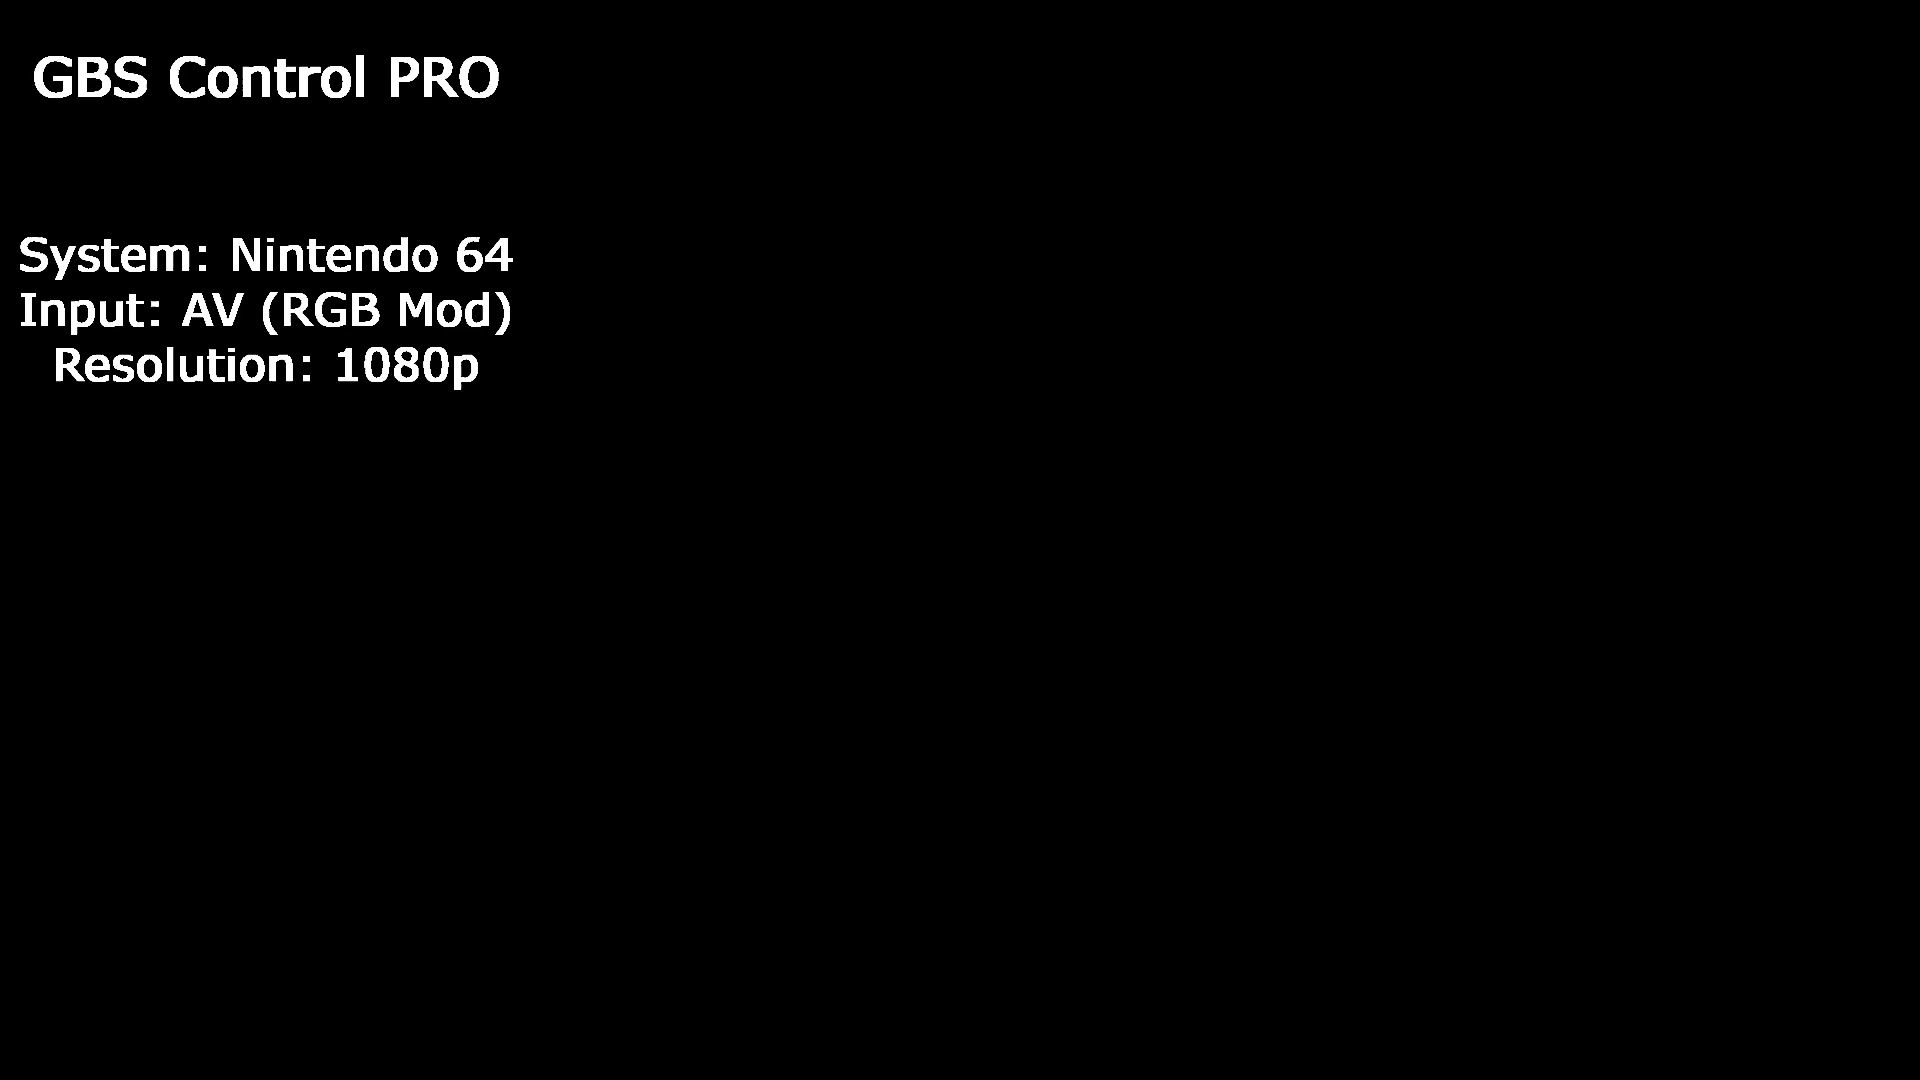 GBS Control PRO
System: Nintendo 64
Input: AV (RGB Mod)
Resolution: 1080p